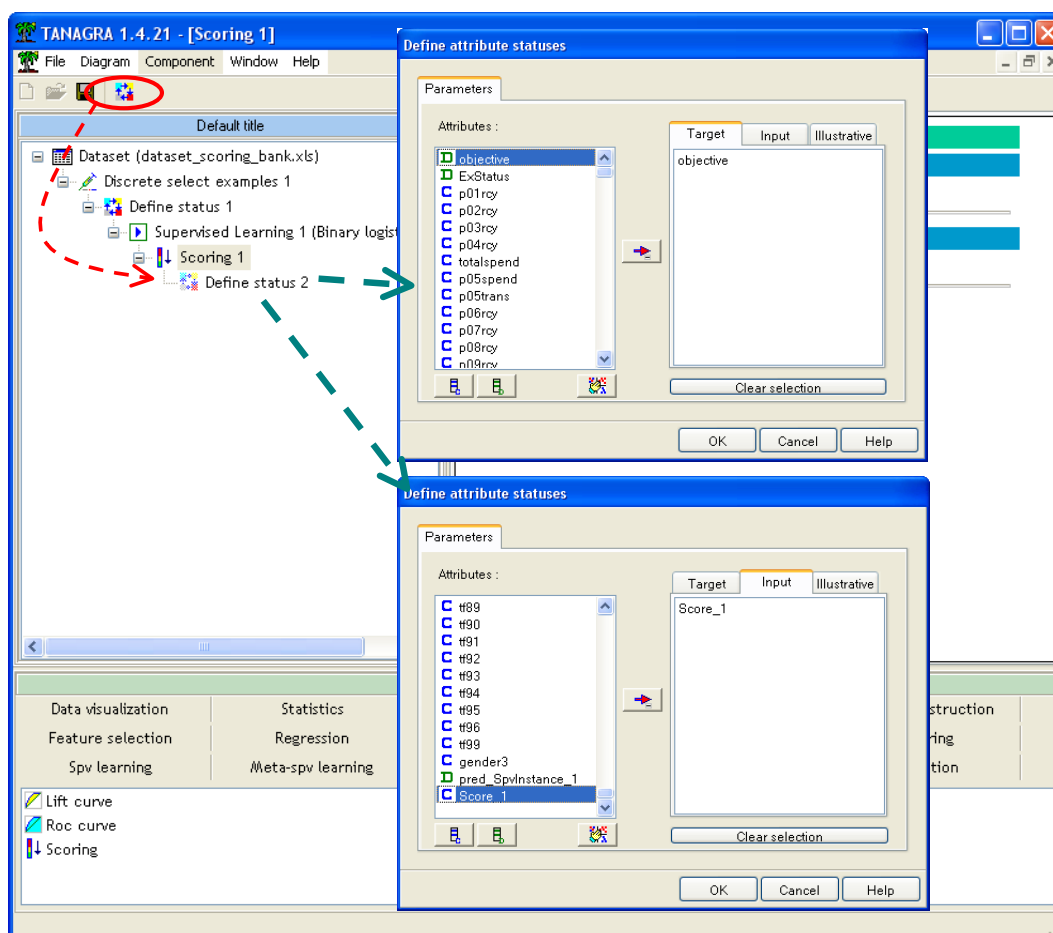 TANAGRA 1.4.21 - [Scoring 1]
File Diagram Component Window Help
Default title
Dataset (dataset_scoring_bank.xls)
Discrete select examples 1
Define status 1
Supervised Learning 1 (Binary logist
Scoring 1
Define status 2
Define attribute statuses
Parameters
Attributes :
Target Input Illustrative
objective
ExStatus
p01rcy
p02rcy
p03rcy
p04rcy
totalspend
p05spend
p05trans
p06rcy
p07rcy
p08rcy
p09rcy
objective
Clear selection
OK Cancel Help
Define attribute statuses
Parameters
Attributes :
Target Input Illustrative
tf89
tf90
tf91
tf92
tf93
tf94
tf95
tf96
tf99
gender3
pred_SpvInstance_1
Score_1
Score_1
Clear selection
OK Cancel Help
Data visualization Statistics struction
Feature selection Regression ring
Spv learning Meta-spv learning tion
Lift curve
Roc curve
Scoring